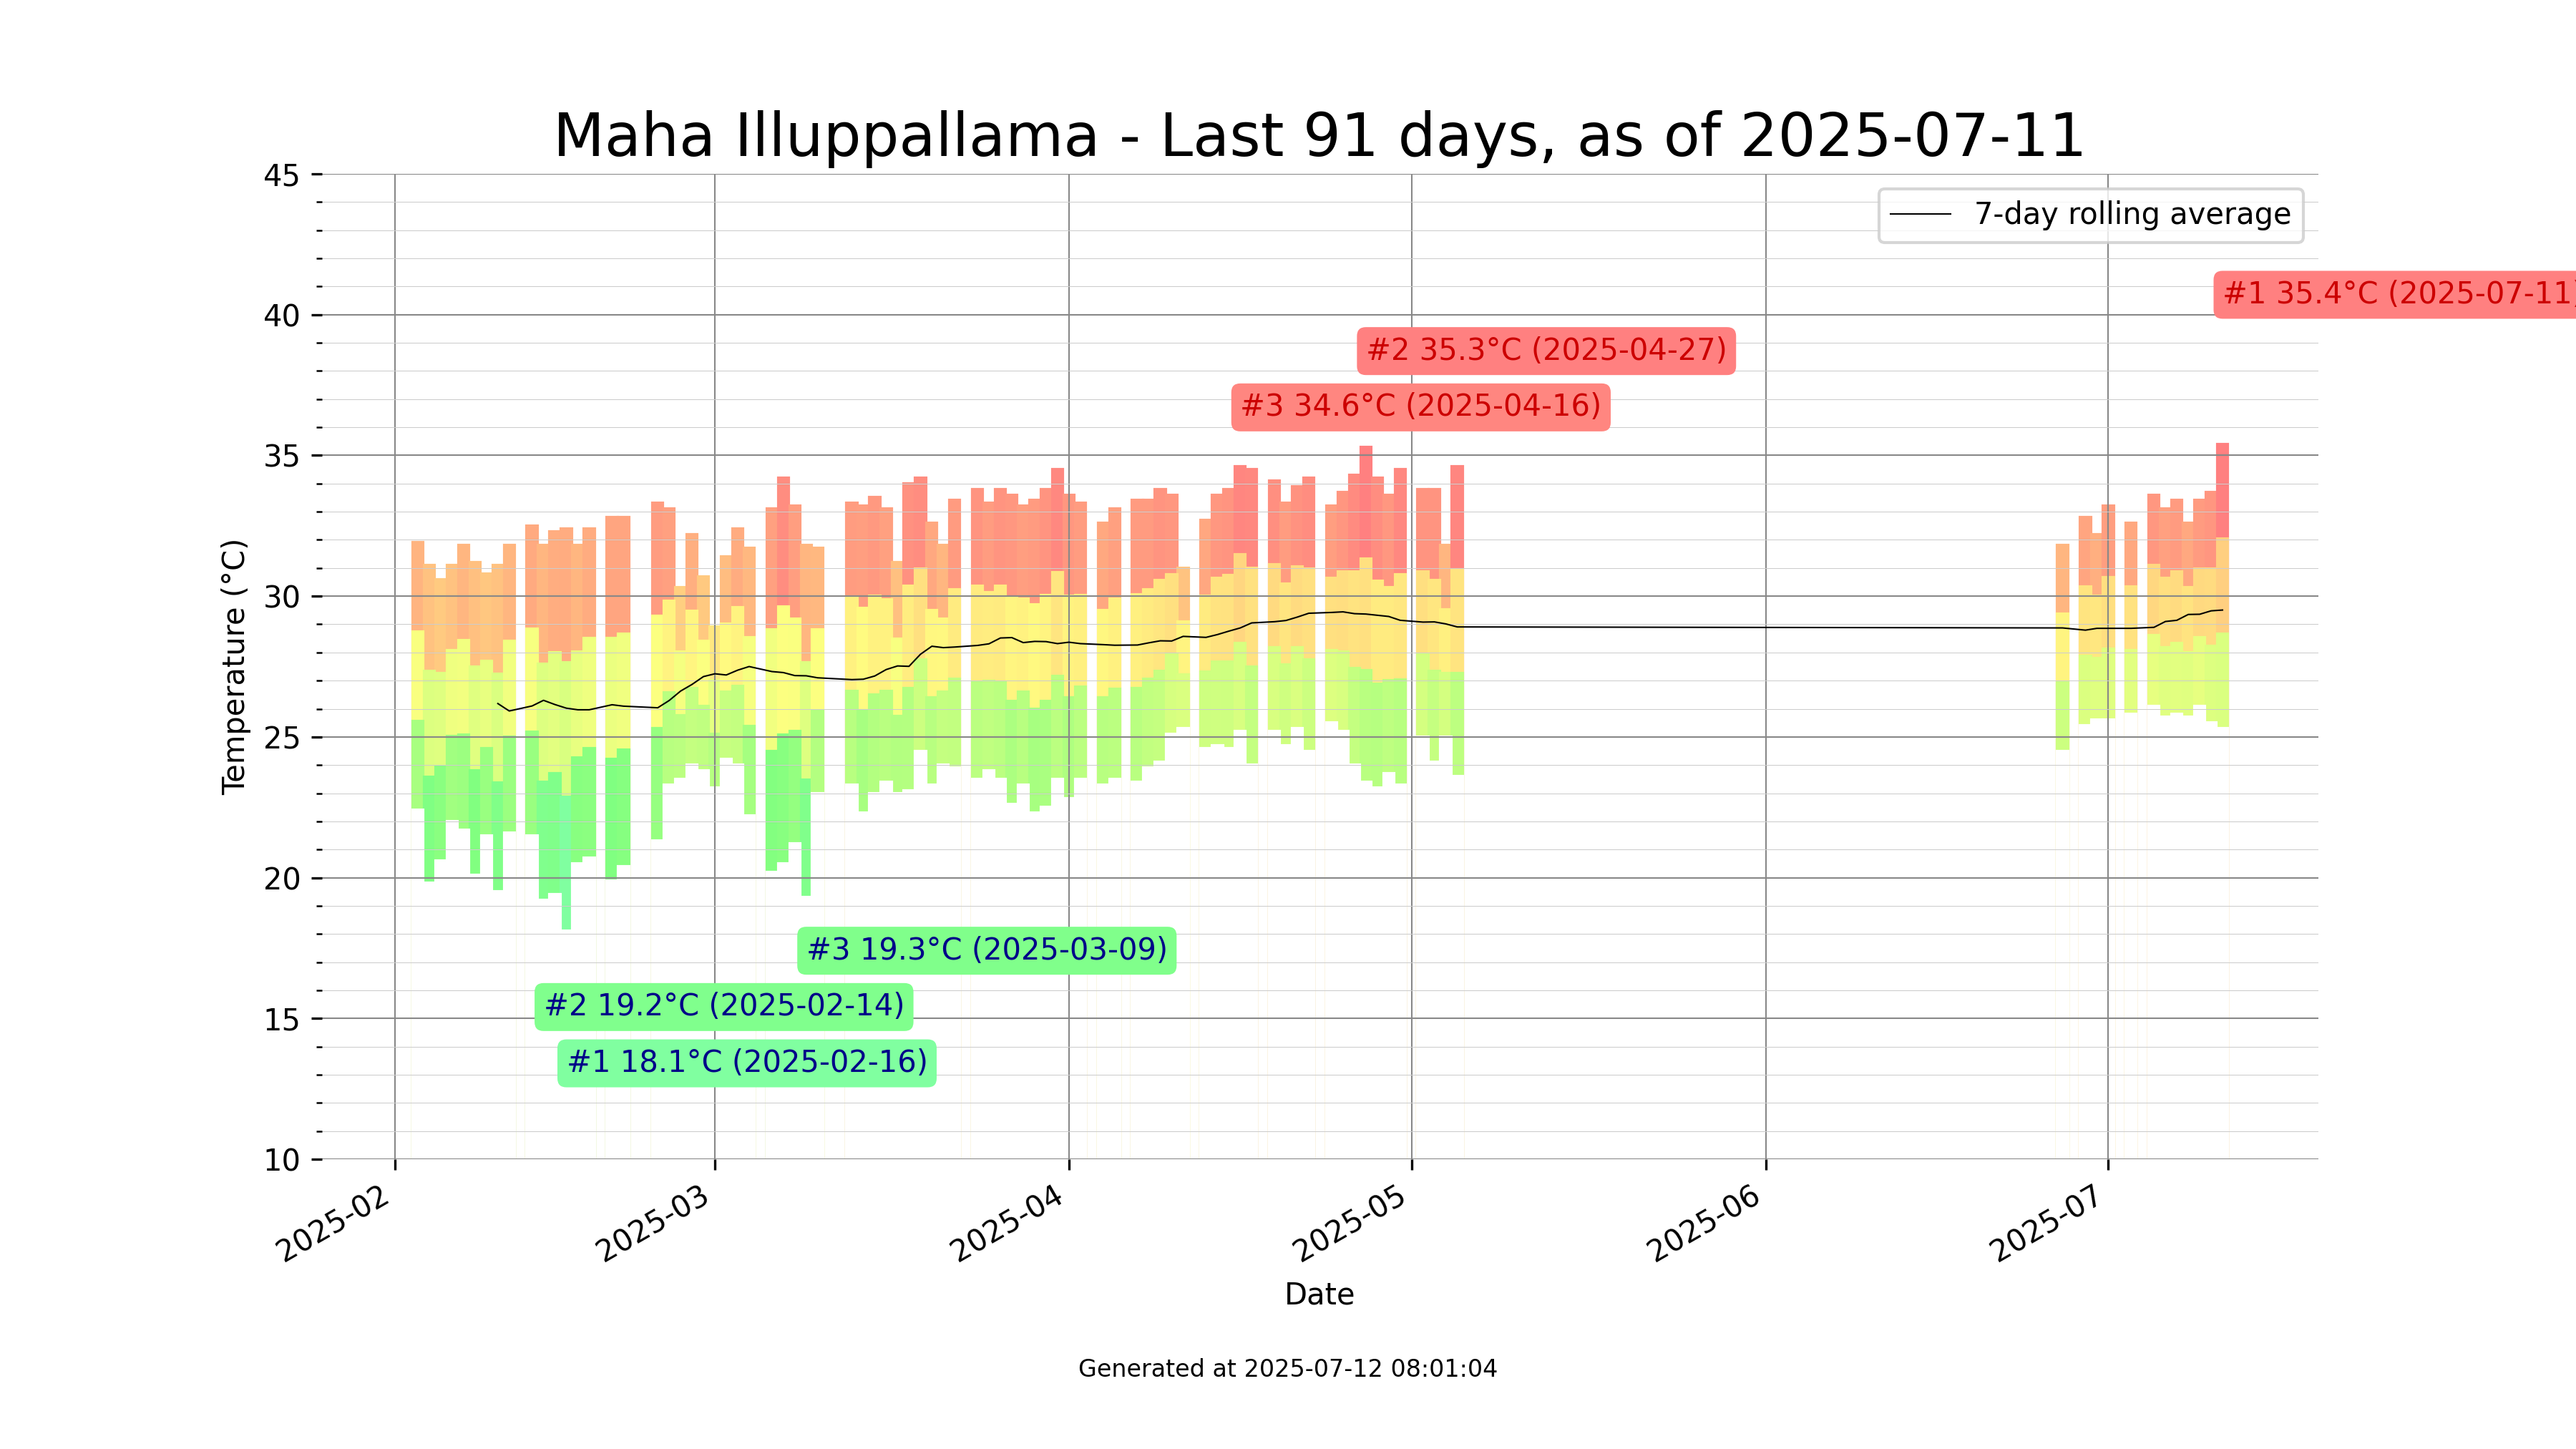 Maha Illuppallama - Last 91 days, as of 2025-07-11
7-day rolling average
#1 35.4°C (2025-07-11)
#2 35.3°C (2025-04-27)
#3 34.6°C (2025-04-16)
#3 19.3°C (2025-03-09)
#2 19.2°C (2025-02-14)
#1 18.1°C (2025-02-16)
Temperature (°C)
45
40
35
30
25
20
15
10
2025-02
2025-03
2025-04
2025-05
2025-06
2025-07
Date
Generated at 2025-07-12 08:01:04